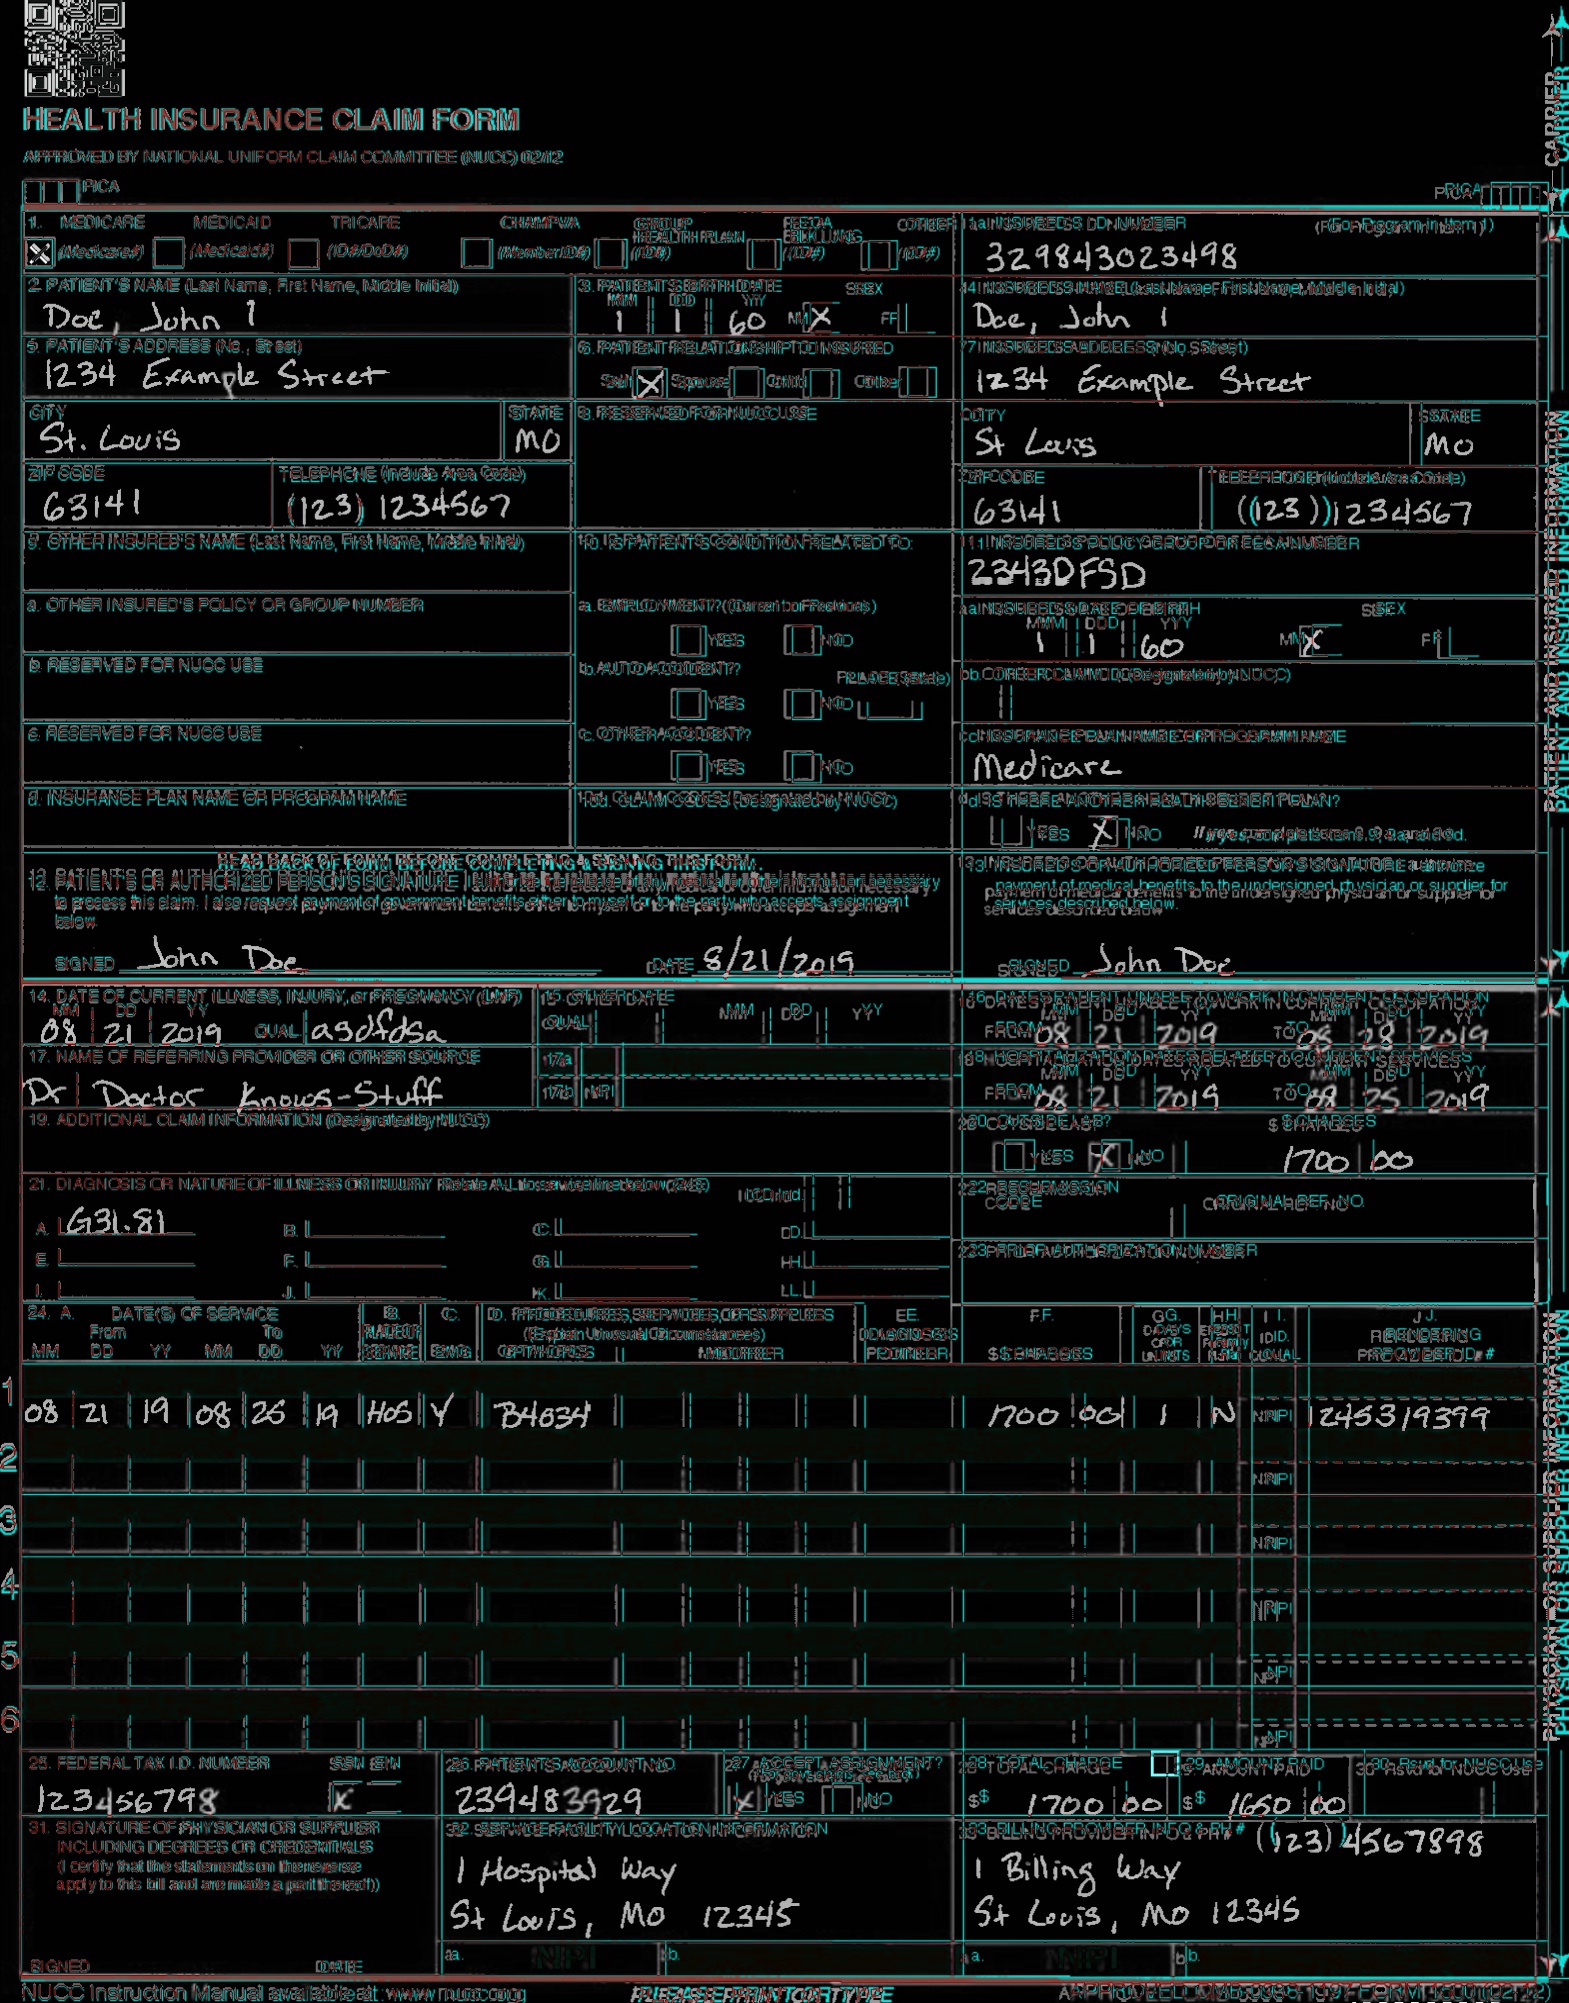 HEALTH INSURANCE CLAIM FORM
APPROVED BY NATIONAL UNIFORM CLAIM COMMITTEE (NUCC) 02/12
PICA PICA
CARRIER
1. MEDICARE MEDICAID TRICARE CHAMPVA GROUP HEALTH PLAN FECA BLK LUNG OTHER
(Medicare#) (Medicaid#) (ID#/DoD#) (Member ID#) (ID#) (ID#) (ID#)
1a. INSURED'S I.D. NUMBER (For Program in Item 1)
329843023498
2. PATIENT'S NAME (Last Name, First Name, Middle Initial)
Doe, John 1
3. PATIENT'S BIRTH DATE SEX
MM DD YY
1 1 60 M X F
4. INSURED'S NAME (Last Name, First Name, Middle Initial)
Doe, John 1
5. PATIENT'S ADDRESS (No., Street)
1234 Example Street
6. PATIENT RELATIONSHIP TO INSURED
Self X Spouse Child Other
7. INSURED'S ADDRESS (No., Street)
1234 Example Street
CITY STATE
St. Louis MO
8. RESERVED FOR NUCC USE
CITY STATE
St Louis MO
ZIP CODE TELEPHONE (Include Area Code)
63141 (123) 1234567
ZIP CODE TELEPHONE (Include Area Code)
63141 (123) 1234567
9. OTHER INSURED'S NAME (Last Name, First Name, Middle Initial)
10. IS PATIENT'S CONDITION RELATED TO:
11. INSURED'S POLICY GROUP OR FECA NUMBER
2343DFSD
a. OTHER INSURED'S POLICY OR GROUP NUMBER
a. EMPLOYMENT? (Current or Previous)
YES NO
a. INSURED'S DATE OF BIRTH SEX
MM DD YY
1 1 60 M X F
b. RESERVED FOR NUCC USE
b. AUTO ACCIDENT? PLACE (State)
YES NO
b. OTHER CLAIM ID (Designated by NUCC)
c. RESERVED FOR NUCC USE
c. OTHER ACCIDENT?
YES NO
c. INSURANCE PLAN NAME OR PROGRAM NAME
Medicare
d. INSURANCE PLAN NAME OR PROGRAM NAME
10d. CLAIM CODES (Designated by NUCC)
d. IS THERE ANOTHER HEALTH BENEFIT PLAN?
YES X NO If yes, complete items 9, 9a, and 9d.
PATIENT AND INSURED INFORMATION
READ BACK OF FORM BEFORE COMPLETING & SIGNING THIS FORM.
12. PATIENT'S OR AUTHORIZED PERSON'S SIGNATURE I authorize the release of any medical or other information necessary
to process this claim. I also request payment of government benefits either to myself or to the party who accepts assignment
below.
SIGNED John Doe DATE 8/21/2019
13. INSURED'S OR AUTHORIZED PERSON'S SIGNATURE I authorize
payment of medical benefits to the undersigned physician or supplier for
services described below.
SIGNED John Doe
14. DATE OF CURRENT ILLNESS, INJURY, or PREGNANCY (LMP)
MM DD YY
08 21 2019 QUAL asdfdsa
15. OTHER DATE
QUAL MM DD YY
16. DATES PATIENT UNABLE TO WORK IN CURRENT OCCUPATION
MM DD YY MM DD YY
FROM 08 21 2019 TO 28 2019
17. NAME OF REFERRING PROVIDER OR OTHER SOURCE
Dr Doctor Knows-Stuff
17a
17b NPI
18. HOSPITALIZATION DATES RELATED TO CURRENT SERVICES
MM DD YY MM DD YY
FROM 08 21 2019 TO 08 25 2019
19. ADDITIONAL CLAIM INFORMATION (Designated by NUCC)
20. OUTSIDE LAB? $ CHARGES
YES X NO 1700 00
21. DIAGNOSIS OR NATURE OF ILLNESS OR INJURY Relate A-L to service line below (24E) ICD Ind.
A. G31.81 B. C. D.
E. F. G. H.
I. J. K. L.
22. RESUBMISSION CODE ORIGINAL REF. NO.
23. PRIOR AUTHORIZATION NUMBER
24. A. DATE(S) OF SERVICE B. C. D. PROCEDURES, SERVICES, OR SUPPLIES E. F. G. H. I. J.
From To PLACE OF SERVICE EMG (Explain Unusual Circumstances) DIAGNOSIS POINTER $ CHARGES DAYS OR UNITS ID. QUAL RENDERING PROVIDER ID. #
MM DD YY MM DD YY CPT/HCPCS MODIFIER
1
08 21 19 08 26 19 HOS Y B4034 1700 00 1 N NPI 1245319399
2 NPI
3 NPI
4 NPI
5 NPI
6 NPI
PHYSICIAN OR SUPPLIER INFORMATION
25. FEDERAL TAX I.D. NUMBER SSN EIN
123456798 X
26. PATIENT'S ACCOUNT NO.
239483929
27. ACCEPT ASSIGNMENT?
X YES NO
28. TOTAL CHARGE
$ 1700 00
29. AMOUNT PAID
$ 1650 00
30. Rsvd for NUCC Use
31. SIGNATURE OF PHYSICIAN OR SUPPLIER
INCLUDING DEGREES OR CREDENTIALS
(I certify that the statements on the reverse
apply to this bill and are made a part thereof.)
SIGNED DATE
32. SERVICE FACILITY LOCATION INFORMATION
1 Hospital Way
St Louis, MO 12345
a. NPI b.
33. BILLING PROVIDER INFO & PH # (123) 4567898
1 Billing Way
St Louis, MO 12345
a. NPI b.
NUCC Instruction Manual available at: www.nucc.org
PLEASE PRINT OR TYPE